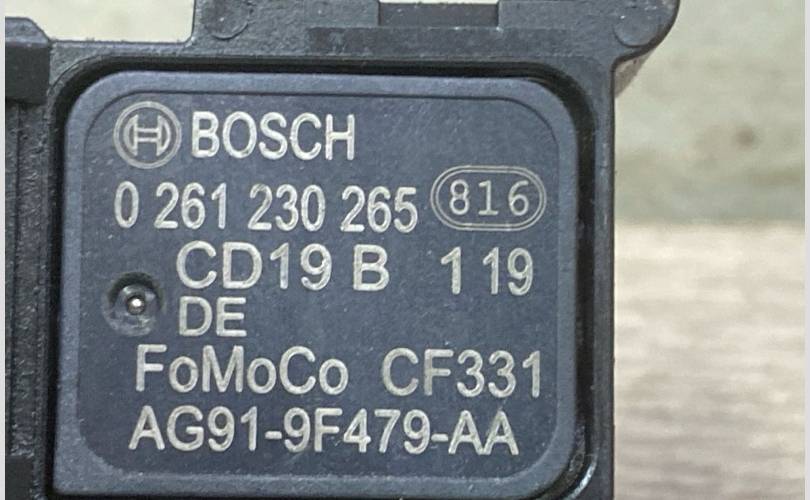 BOSCH
0 261 230 265 816
CD19 B 119
DE
FoMoCo CF331
AG91-9F479-AA